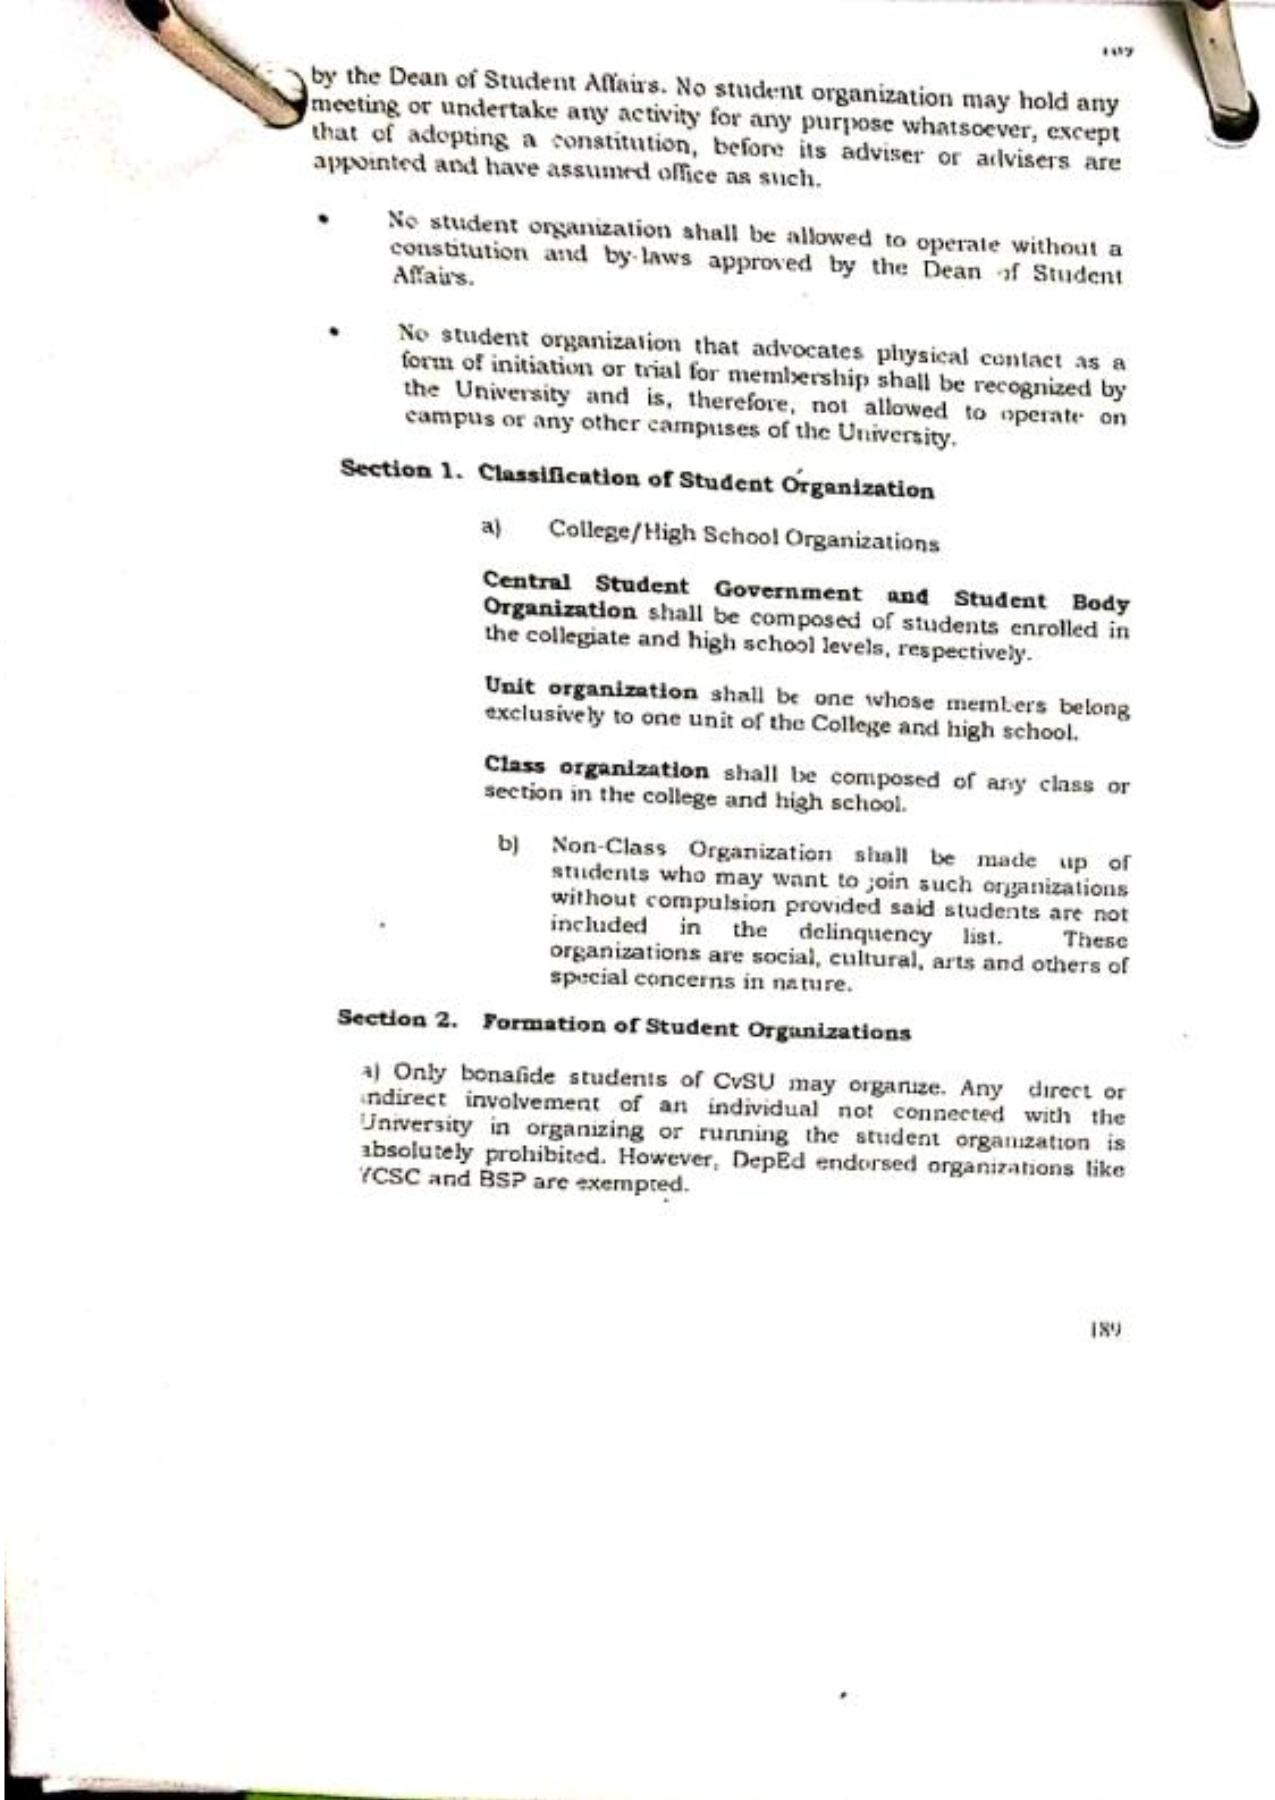 by the Dean of Student Affairs. No student organization may hold any
meeting or undertake any activity for any purpose whatsoever, except
that of adopting a constitution, before its adviser or advisers are
appointed and have assumed office as such.
• No student organization shall be allowed to operate without a
constitution and by-laws approved by the Dean of Student
Affairs.
• No student organization that advocates physical contact as a
form of initiation or trial for membership shall be recognized by
the University and is, therefore, not allowed to operate on
campus or any other campuses of the University.
Section 1. Classification of Student Organization
a) College/High School Organizations
Central Student Government and Student Body
Organization shall be composed of students enrolled in
the collegiate and high school levels, respectively.
Unit organization shall be one whose members belong
exclusively to one unit of the College and high school.
Class organization shall be composed of any class or
section in the college and high school.
b) Non-Class Organization shall be made up of
students who may want to join such organizations
without compulsion provided said students are not
included in the delinquency list. These
organizations are social, cultural, arts and others of
special concerns in nature.
Section 2. Formation of Student Organizations
a) Only bonafide students of CvSU may organize. Any direct or
indirect involvement of an individual not connected with the
University in organizing or running the student organization is
absolutely prohibited. However, DepEd endorsed organizations like
YCSC and BSP are exempted.
189